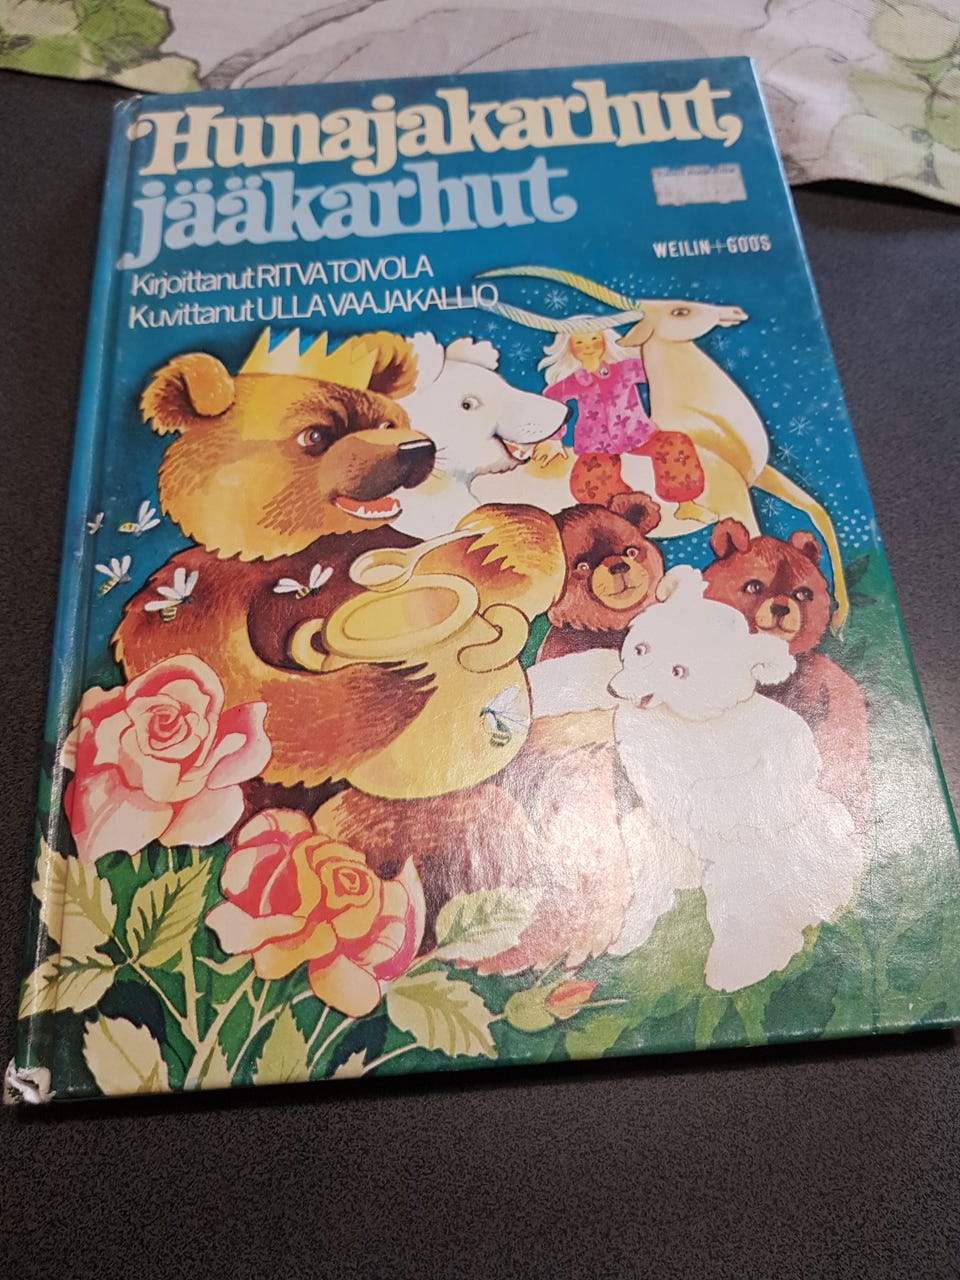 Hunajakarhut,
jääkarhut
WEILIN+GÖÖS
Kirjoittanut RITVA TOIVOLA
Kuvittanut ULLA VAAJAKALLIO